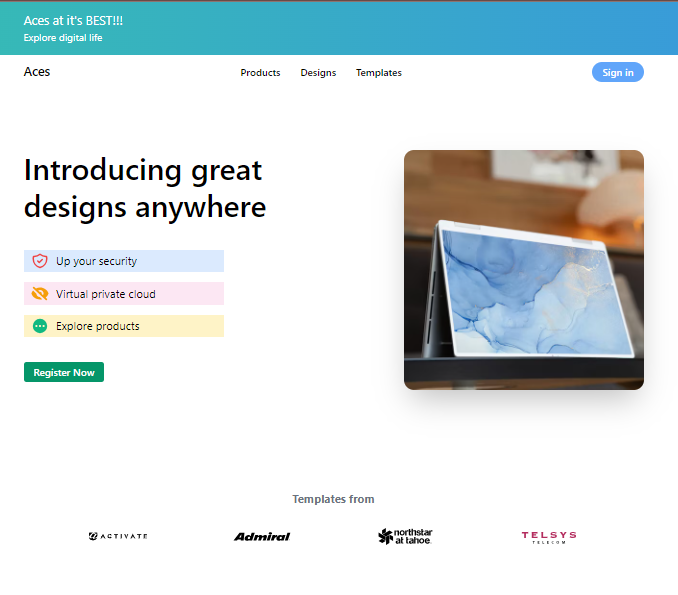 Aces at it's BEST!!!
Explore digital life
Aces
Products
Designs
Templates
Sign in
Introducing great
designs anywhere
Up your security
Virtual private cloud
Explore products
Register Now
Templates from
ACTIVATE
Admiral
northstar
at tahoe
TELSYS
TELECOM